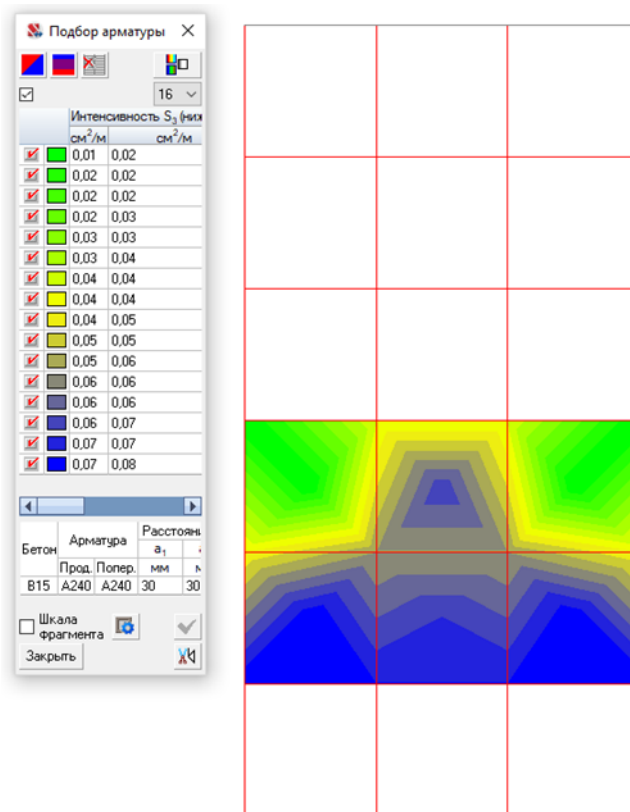 Подбор арматуры
16
Интенсивность S3 (ниж
см²/м см²/м
0,01 0,02
0,02 0,02
0,02 0,02
0,02 0,03
0,03 0,03
0,03 0,04
0,04 0,04
0,04 0,04
0,04 0,05
0,05 0,05
0,05 0,06
0,06 0,06
0,06 0,06
0,06 0,07
0,07 0,07
0,07 0,08
Бетон Арматура Расстояни
a1
Прод. Попер. мм м
B15 A240 A240 30 30
Шкала
фрагмента
Закрыть